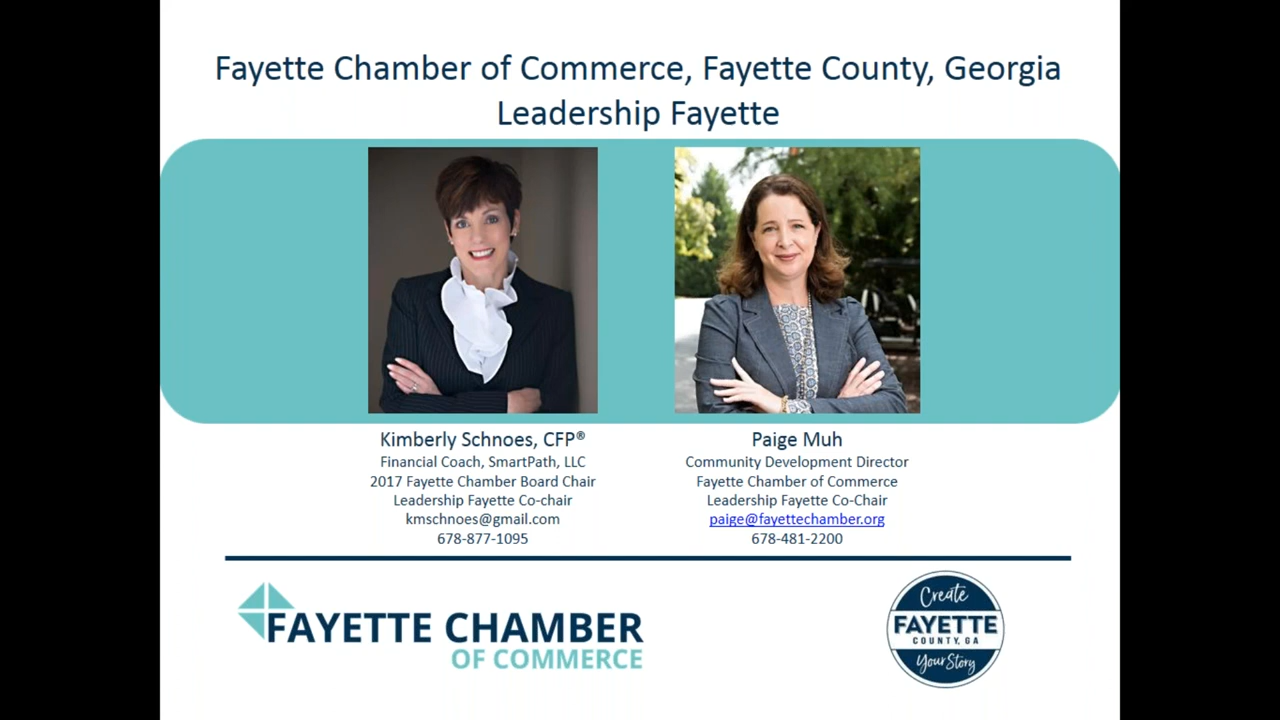 Fayette Chamber of Commerce, Fayette County, Georgia
Leadership Fayette
Kimberly Schnoes, CFP®
Financial Coach, SmartPath, LLC
2017 Fayette Chamber Board Chair
Leadership Fayette Co-chair
kmschnoes@gmail.com
678-877-1095
Paige Muh
Community Development Director
Fayette Chamber of Commerce
Leadership Fayette Co-Chair
paige@fayettechamber.org
678-481-2200
FAYETTE CHAMBER
OF COMMERCE
Create
FAYETTE
COUNTY, GA
Your Story